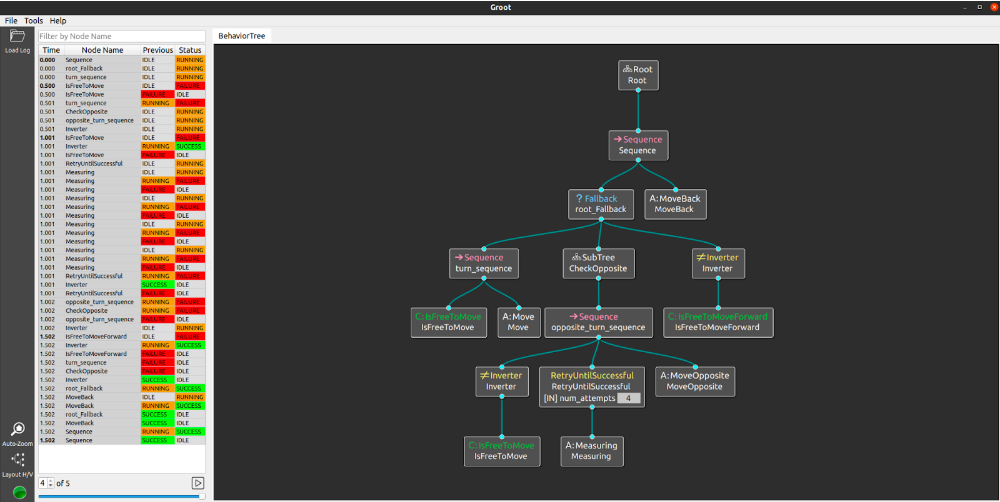 Groot
File Tools Help
Load Log
Filter by Node Name
Time Node Name Previous Status
0.000 Sequence IDLE RUNNING
0.000 root_Fallback IDLE RUNNING
0.000 turn_sequence IDLE RUNNING
0.500 IsFreeToMove IDLE FAILURE
0.500 IsFreeToMove FAILURE IDLE
0.501 turn_sequence RUNNING FAILURE
0.501 CheckOpposite IDLE RUNNING
0.501 opposite_turn_sequence IDLE RUNNING
0.501 Inverter IDLE RUNNING
1.001 IsFreeToMove IDLE FAILURE
1.001 Inverter RUNNING SUCCESS
1.001 IsFreeToMove FAILURE IDLE
1.001 RetryUntilSuccessful IDLE RUNNING
1.001 Measuring IDLE RUNNING
1.001 Measuring RUNNING FAILURE
1.001 Measuring FAILURE IDLE
1.001 Measuring IDLE RUNNING
1.001 Measuring RUNNING FAILURE
1.001 Measuring FAILURE IDLE
1.001 Measuring IDLE RUNNING
1.001 Measuring RUNNING FAILURE
1.001 Measuring FAILURE IDLE
1.001 Measuring IDLE RUNNING
1.001 Measuring RUNNING FAILURE
1.001 Measuring FAILURE IDLE
1.001 RetryUntilSuccessful RUNNING FAILURE
1.001 Inverter SUCCESS IDLE
1.001 RetryUntilSuccessful FAILURE IDLE
1.002 opposite_turn_sequence RUNNING FAILURE
1.002 CheckOpposite RUNNING FAILURE
1.002 opposite_turn_sequence FAILURE IDLE
1.002 Inverter IDLE RUNNING
1.502 IsFreeToMoveForward IDLE FAILURE
1.502 Inverter RUNNING SUCCESS
1.502 IsFreeToMoveForward FAILURE IDLE
1.502 turn_sequence FAILURE IDLE
1.502 CheckOpposite FAILURE IDLE
1.502 Inverter SUCCESS IDLE
1.502 root_Fallback RUNNING SUCCESS
1.502 MoveBack IDLE RUNNING
1.502 MoveBack RUNNING SUCCESS
1.502 root_Fallback SUCCESS IDLE
1.502 MoveBack SUCCESS IDLE
1.502 Sequence RUNNING SUCCESS
1.502 Sequence SUCCESS IDLE
4 of 5
Auto-Zoom
Layout H/V
BehaviorTree
Root
Root
Sequence
Sequence
? Fallback
root_Fallback
A: MoveBack
MoveBack
Sequence
turn_sequence
SubTree
CheckOpposite
Inverter
Inverter
C: IsFreeToMove
IsFreeToMove
A: Move
Move
Sequence
opposite_turn_sequence
C: IsFreeToMoveForward
IsFreeToMoveForward
Inverter
Inverter
RetryUntilSuccessful
RetryUntilSuccessful
[IN] num_attempts 4
A: MoveOpposite
MoveOpposite
C: IsFreeToMove
IsFreeToMove
A: Measuring
Measuring